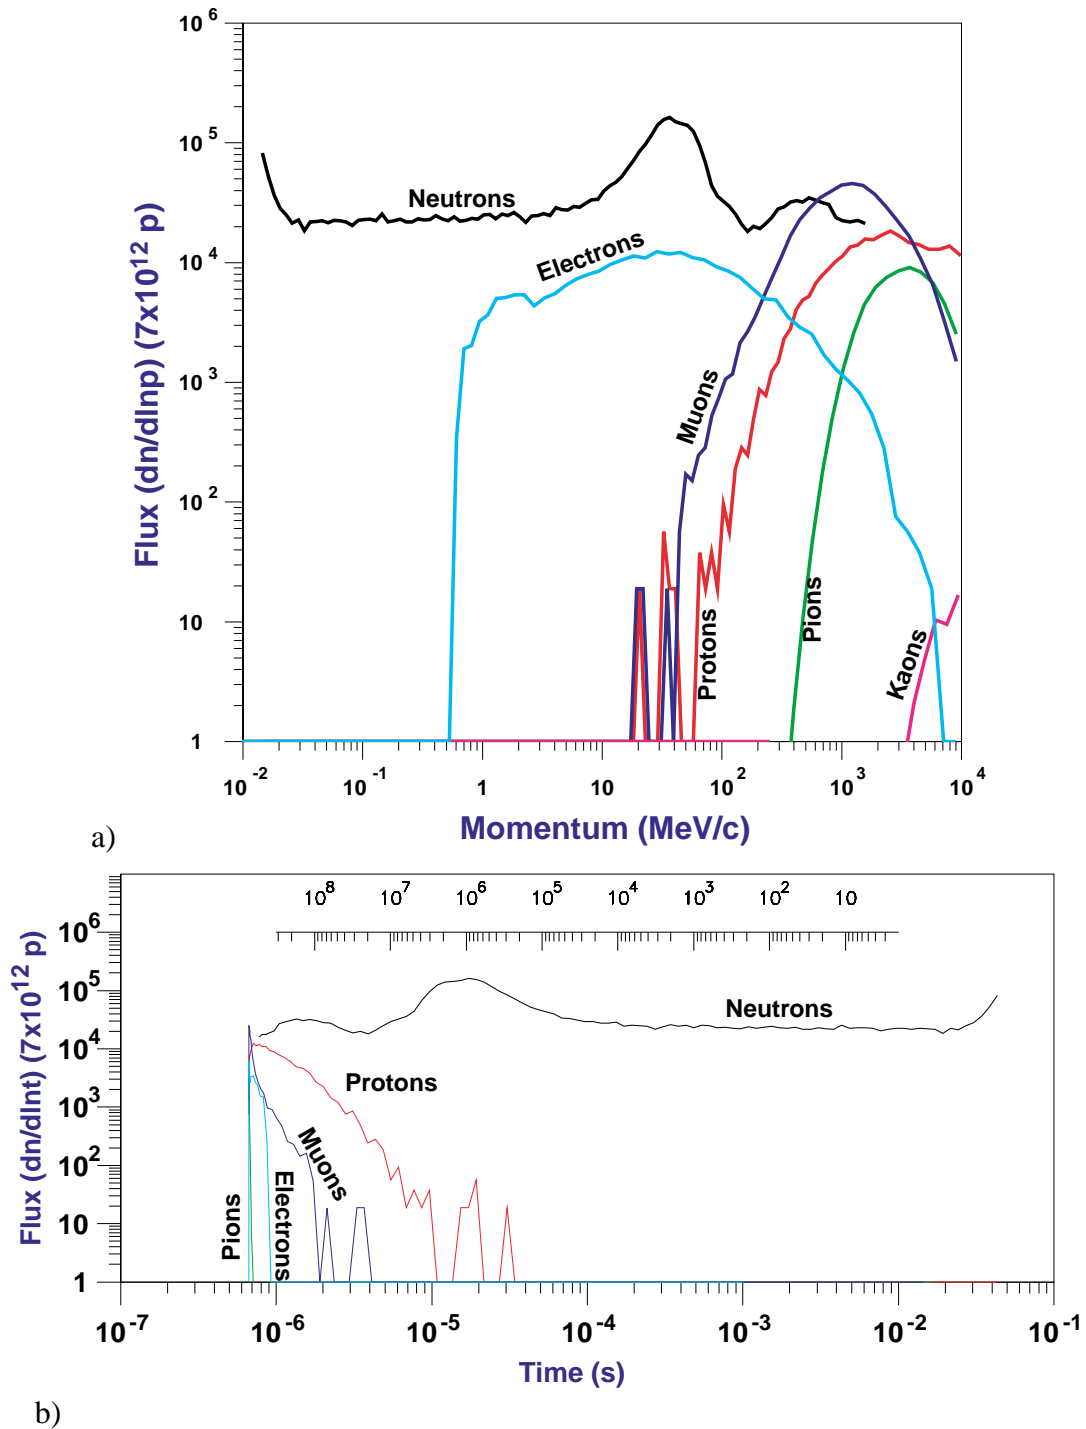 10^6
10^5
10^4
10^3
10^2
10
1
Flux (dn/dlnp) (7x10^12 p)
Neutrons
Electrons
Muons
Protons
Pions
Kaons
10^-2
10^-1
1
10
10^2
10^3
10^4
Momentum (MeV/c)
a)
10^8
10^7
10^6
10^5
10^4
10^3
10^2
10
10^6
10^5
10^4
10^3
10^2
10
1
Flux (dn/dlnt) (7x10^12 p)
Neutrons
Protons
Muons
Electrons
Pions
10^-7
10^-6
10^-5
10^-4
10^-3
10^-2
10^-1
Time (s)
b)